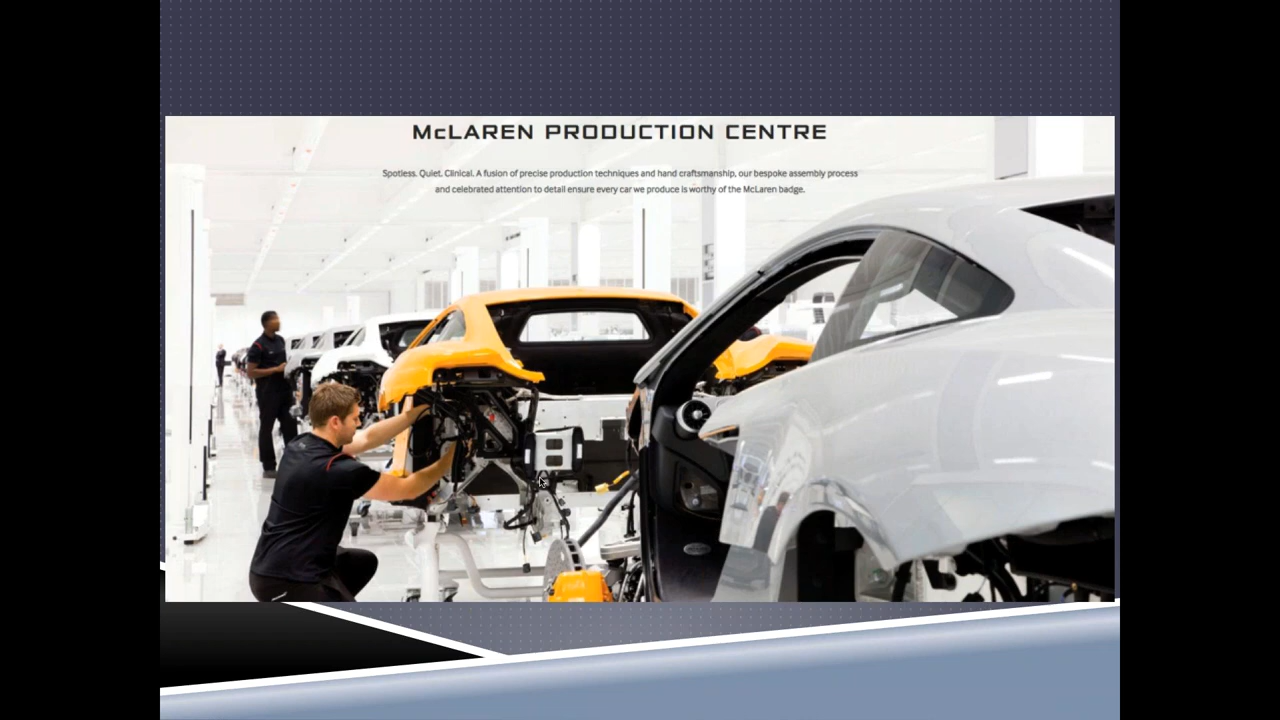 McLAREN PRODUCTION CENTRE
Spotless. Quiet. Clinical. A fusion of precise production techniques and hand craftsmanship, our bespoke assembly process
and celebrated attention to detail ensure every car we produce is worthy of the McLaren badge.